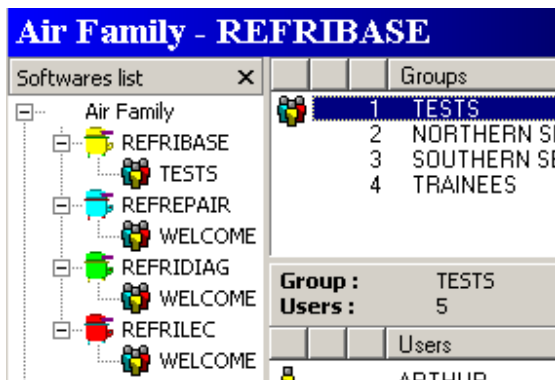 Air Family - REFRIBASE
Softwares list
Air Family
REFRIBASE
TESTS
REFREPAIR
WELCOME
REFRIDIAG
WELCOME
REFRILEC
WELCOME
Groups
1 TESTS
2 NORTHERN
3 SOUTHERN
4 TRAINEES
Group : TESTS
Users : 5
Users
ARTHUR